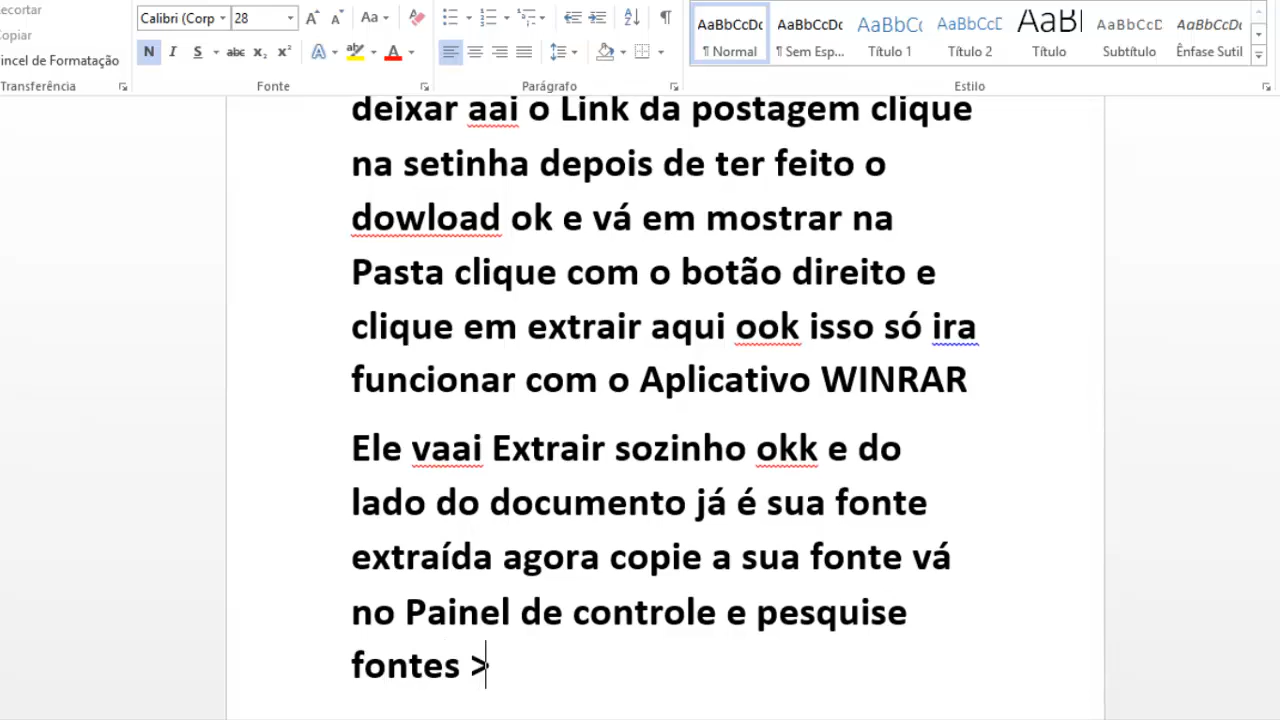 ecortar
Copiar
incel de Formatação
Transferência
Calibri (Corp
28
Aa
N I S abc x₂ x² A aby A
Fonte
Parágrafo
AaBbCcDc AaBbCcDc AaBbC( AaBbCcC AaBl AaBbCcC AaBbCcDc
¶ Normal ¶ Sem Esp... Título 1 Título 2 Título Subtítulo Ênfase Sutil
Estilo
deixar aai o Link da postagem clique
na setinha depois de ter feito o
dowload ok e vá em mostrar na
Pasta clique com o botão direito e
clique em extrair aqui ook isso só ira
funcionar com o Aplicativo WINRAR
Ele vaai Extrair sozinho okk e do
lado do documento já é sua fonte
extraída agora copie a sua fonte vá
no Painel de controle e pesquise
fontes >